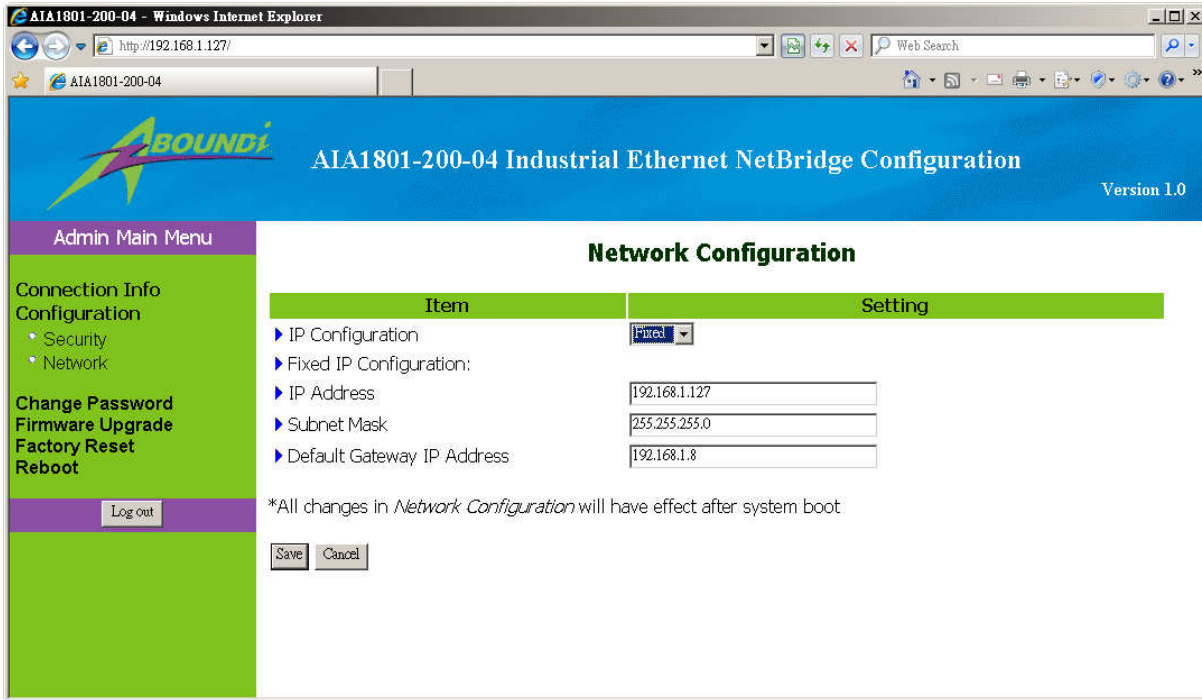 AIA1801-200-04 - Windows Internet Explorer
http://192.168.1.127/
Web Search
AIA1801-200-04
ABOUNDi
AIA1801-200-04 Industrial Ethernet NetBridge Configuration
Version 1.0
Admin Main Menu
Connection Info
Configuration
Security
Network
Change Password
Firmware Upgrade
Factory Reset
Reboot
Log out
Network Configuration
Item Setting
IP Configuration Fixed
Fixed IP Configuration:
IP Address 192.168.1.127
Subnet Mask 255.255.255.0
Default Gateway IP Address 192.168.1.8
*All changes in Network Configuration will have effect after system boot
Save Cancel